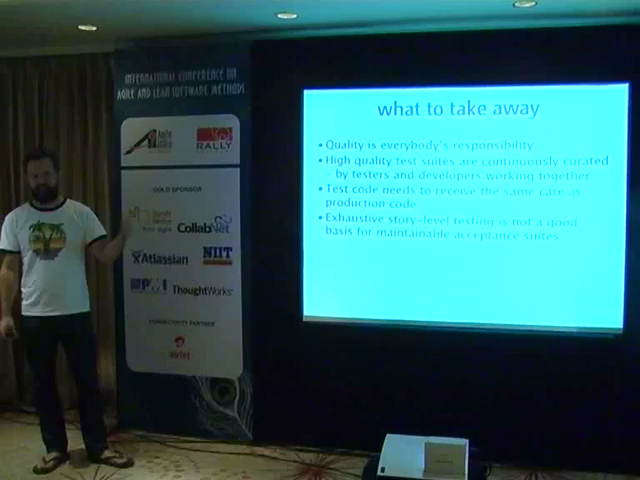 INTERNATIONAL CONFERENCE ON
AGILE AND LEAN SOFTWARE METHODS
RALLY
GOLD SPONSOR
CollabNet
Atlassian
NIIT
PMI
ThoughtWorks
CONNECTIVITY PARTNER
airtel
what to take away
• Quality is everybody's responsibility
• High quality test suites are continuously curated
- by testers and developers working together
• Test code needs to receive the same care as
production code
• Exhaustive story-level testing is not a good
basis for maintainable acceptance suites